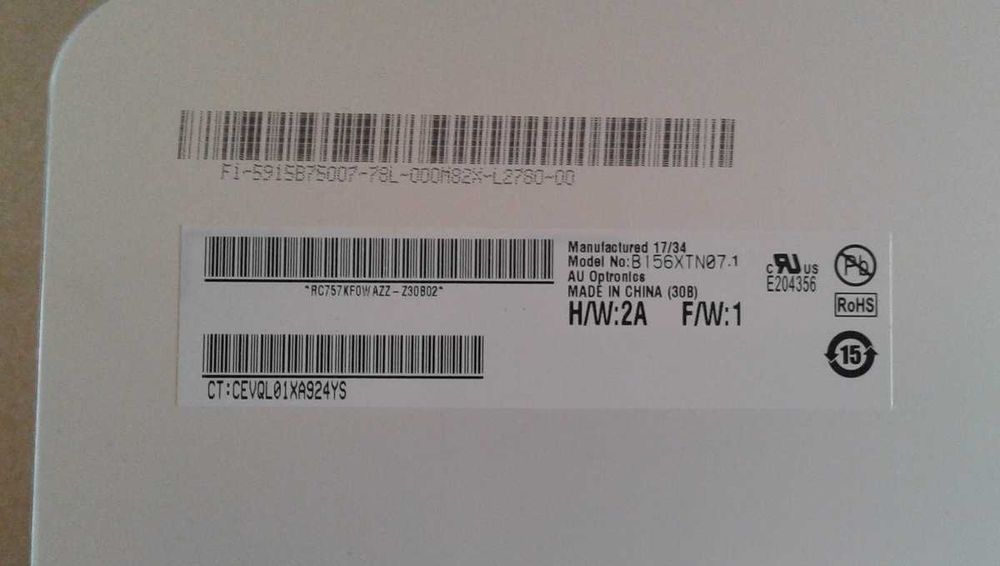 F1-5915B75007-78L-000M82X-L2780-00
*RC757KF0WAZZ-Z30B02*
CT:CEVQL01XA924YS
Manufactured 17/34
Model No:B156XTN07.1
AU Optronics
MADE IN CHINA (30B)
H/W:2A F/W:1
c RU US
E204356
Pb
RoHS
15